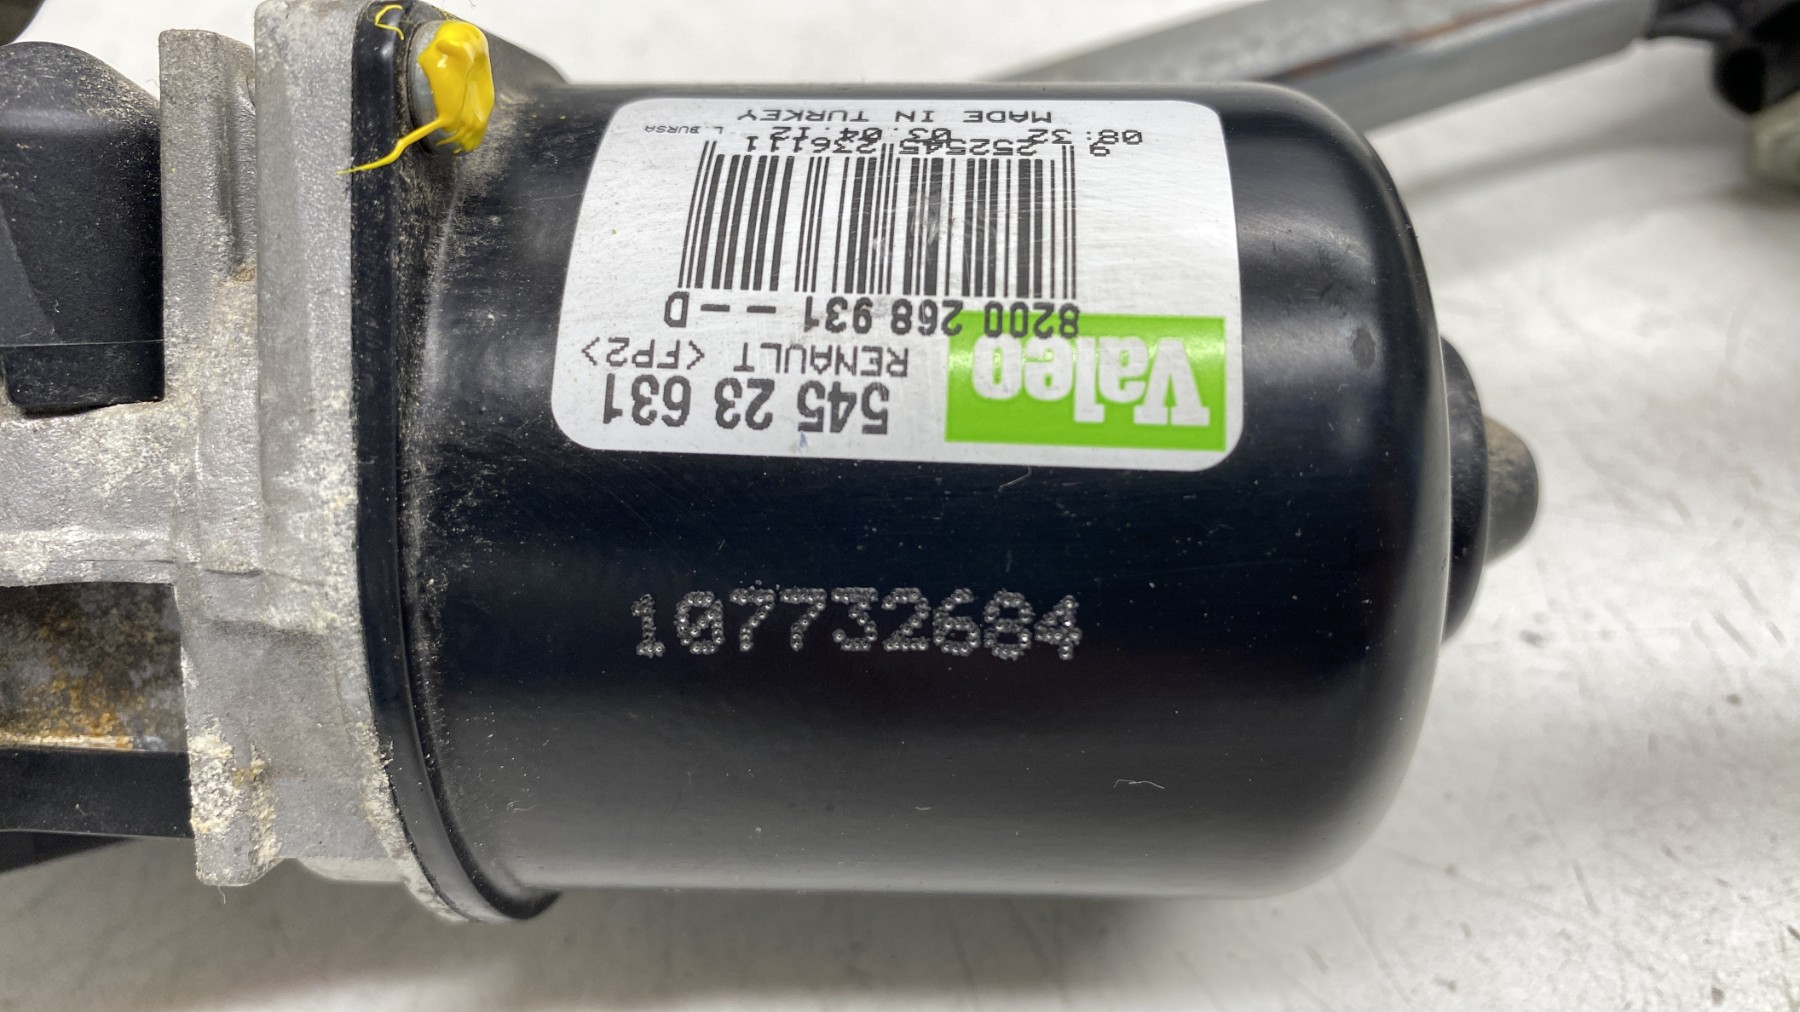 Valeo
545 23 631
RENAULT <FP2>
8200 268 931 --D
9 252545 236111
08:32 03.04.12 L. BURSA
MADE IN TURKEY
107732684